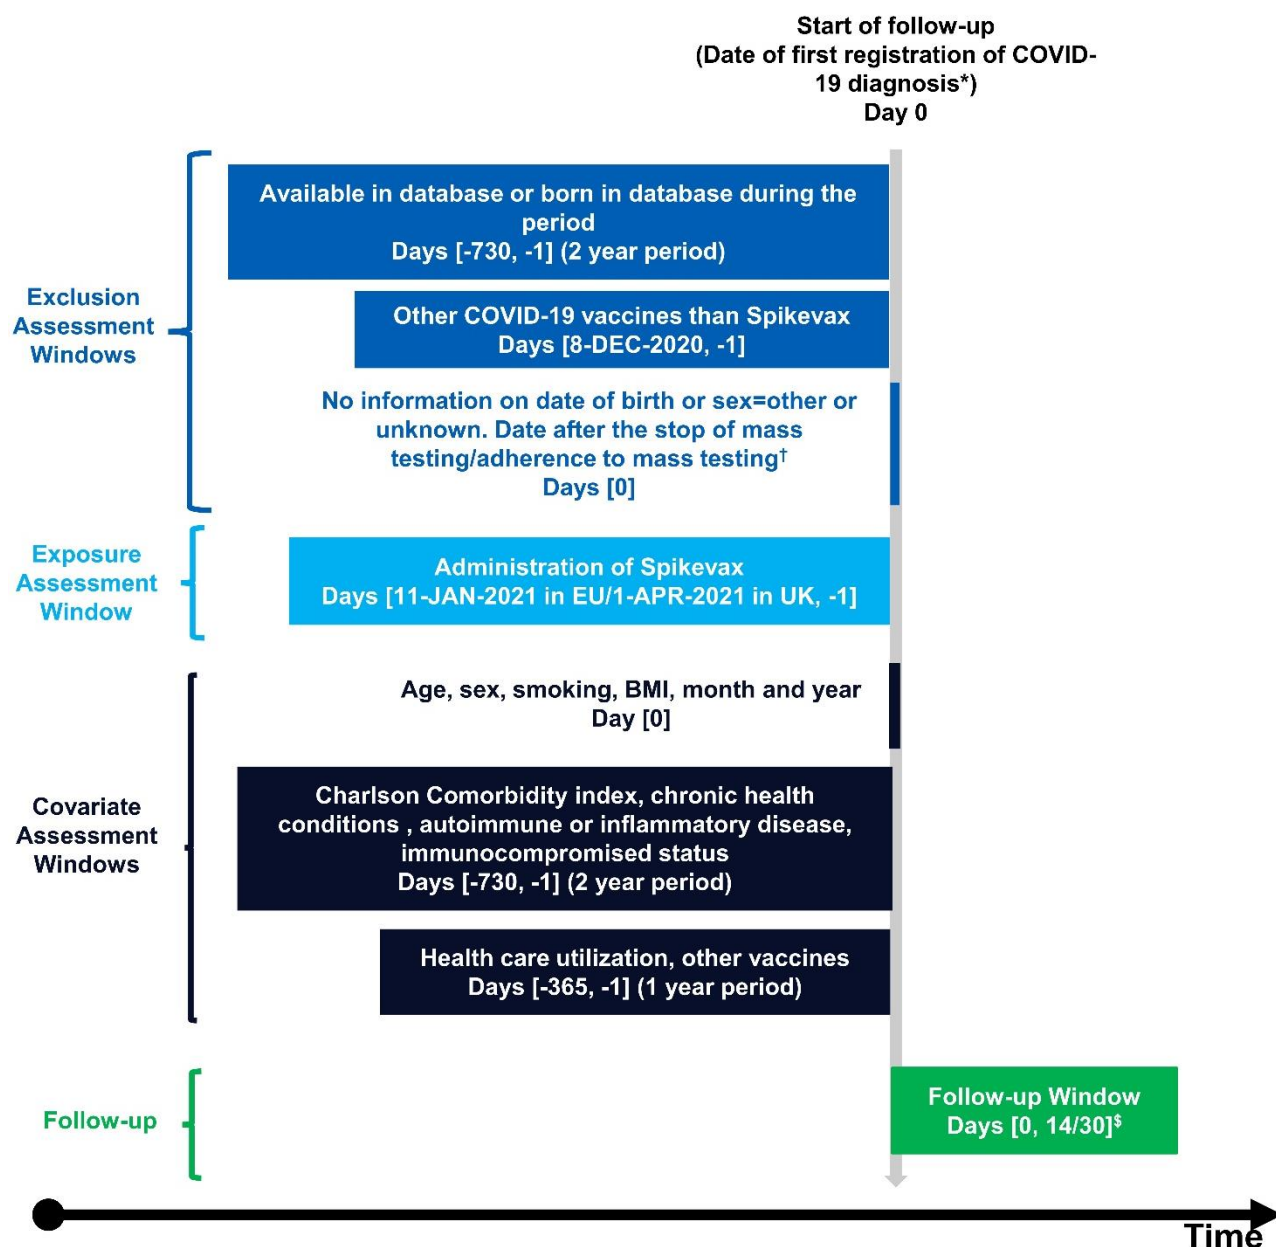 Start of follow-up
(Date of first registration of COVID-
19 diagnosis*)
Day 0
Exclusion
Assessment
Windows
Available in database or born in database during the
period
Days [-730, -1] (2 year period)
Other COVID-19 vaccines than Spikevax
Days [8-DEC-2020, -1]
No information on date of birth or sex=other or
unknown. Date after the stop of mass
testing/adherence to mass testing†
Days [0]
Exposure
Assessment
Window
Administration of Spikevax
Days [11-JAN-2021 in EU/1-APR-2021 in UK, -1]
Covariate
Assessment
Windows
Age, sex, smoking, BMI, month and year
Day [0]
Charlson Comorbidity index, chronic health
conditions , autoimmune or inflammatory disease,
immunocompromised status
Days [-730, -1] (2 year period)
Health care utilization, other vaccines
Days [-365, -1] (1 year period)
Follow-up
Follow-up Window
Days [0, 14/30]$
Time